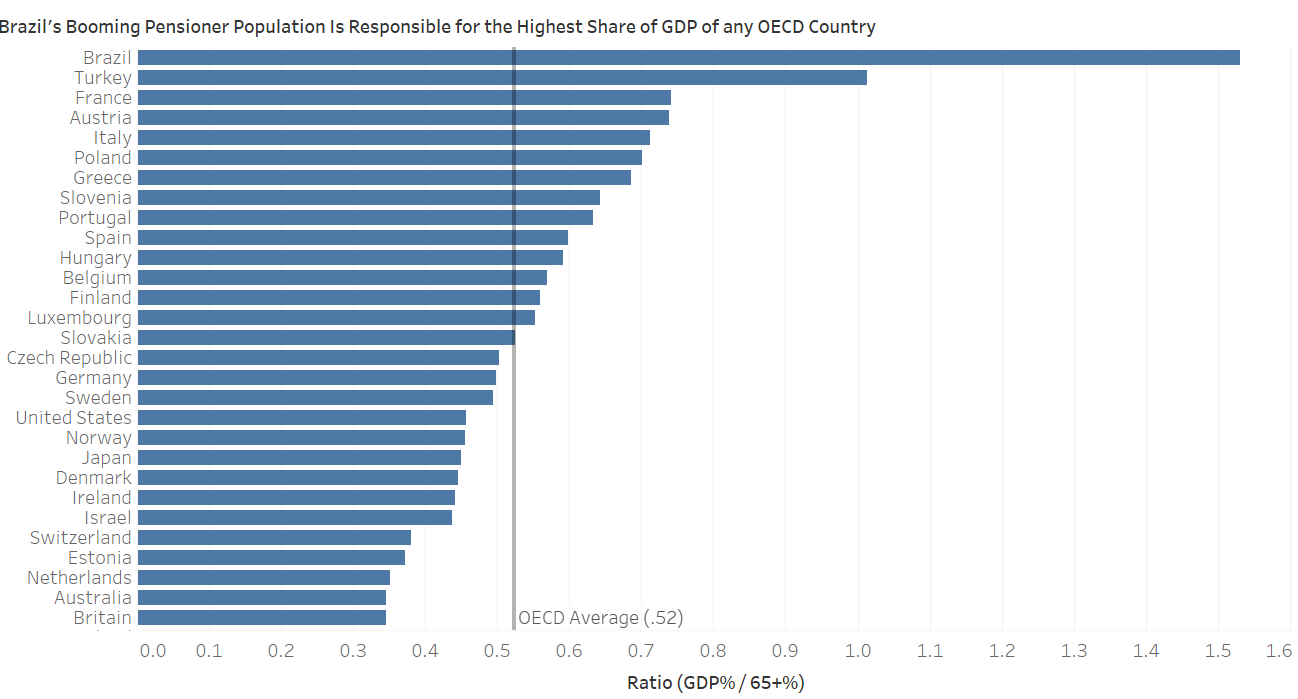 Brazil's Booming Pensioner Population Is Responsible for the Highest Share of GDP of any OECD Country
Brazil
Turkey
France
Austria
Italy
Poland
Greece
Slovenia
Portugal
Spain
Hungary
Belgium
Finland
Luxembourg
Slovakia
Czech Republic
Germany
Sweden
United States
Norway
Japan
Denmark
Ireland
Israel
Switzerland
Estonia
Netherlands
Australia
Britain
OECD Average (.52)
0.0 0.1 0.2 0.3 0.4 0.5 0.6 0.7 0.8 0.9 1.0 1.1 1.2 1.3 1.4 1.5 1.6
Ratio (GDP% / 65+%)